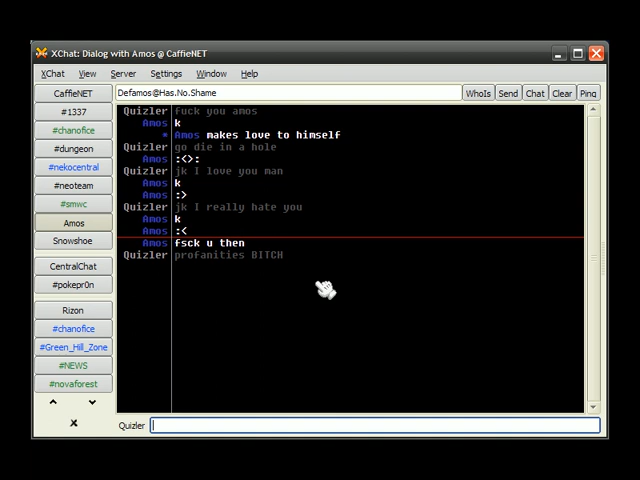 XChat: Dialog with Amos @ CaffieNET
XChat View Server Settings Window Help
CaffieNET
Defamos@Has.No.Shame
WhoIs Send Chat Clear Ping
#1337
#chanofice
#dungeon
#nekocentral
#neoteam
#smwc
Amos
Snowshoe
CentralChat
#pokepr0n
Rizon
#chanofice
#Green_Hill_Zone
#NEWS
#novaforest
X
Quizler fuck you amos
Amos k
* Amos makes love to himself
Quizler go die in a hole
Amos :<>:
Quizler jk I love you man
Amos k
Amos :>
Quizler jk I really hate you
Amos k
Amos :<
Amos fsck u then
Quizler profanities BITCH
Quizler